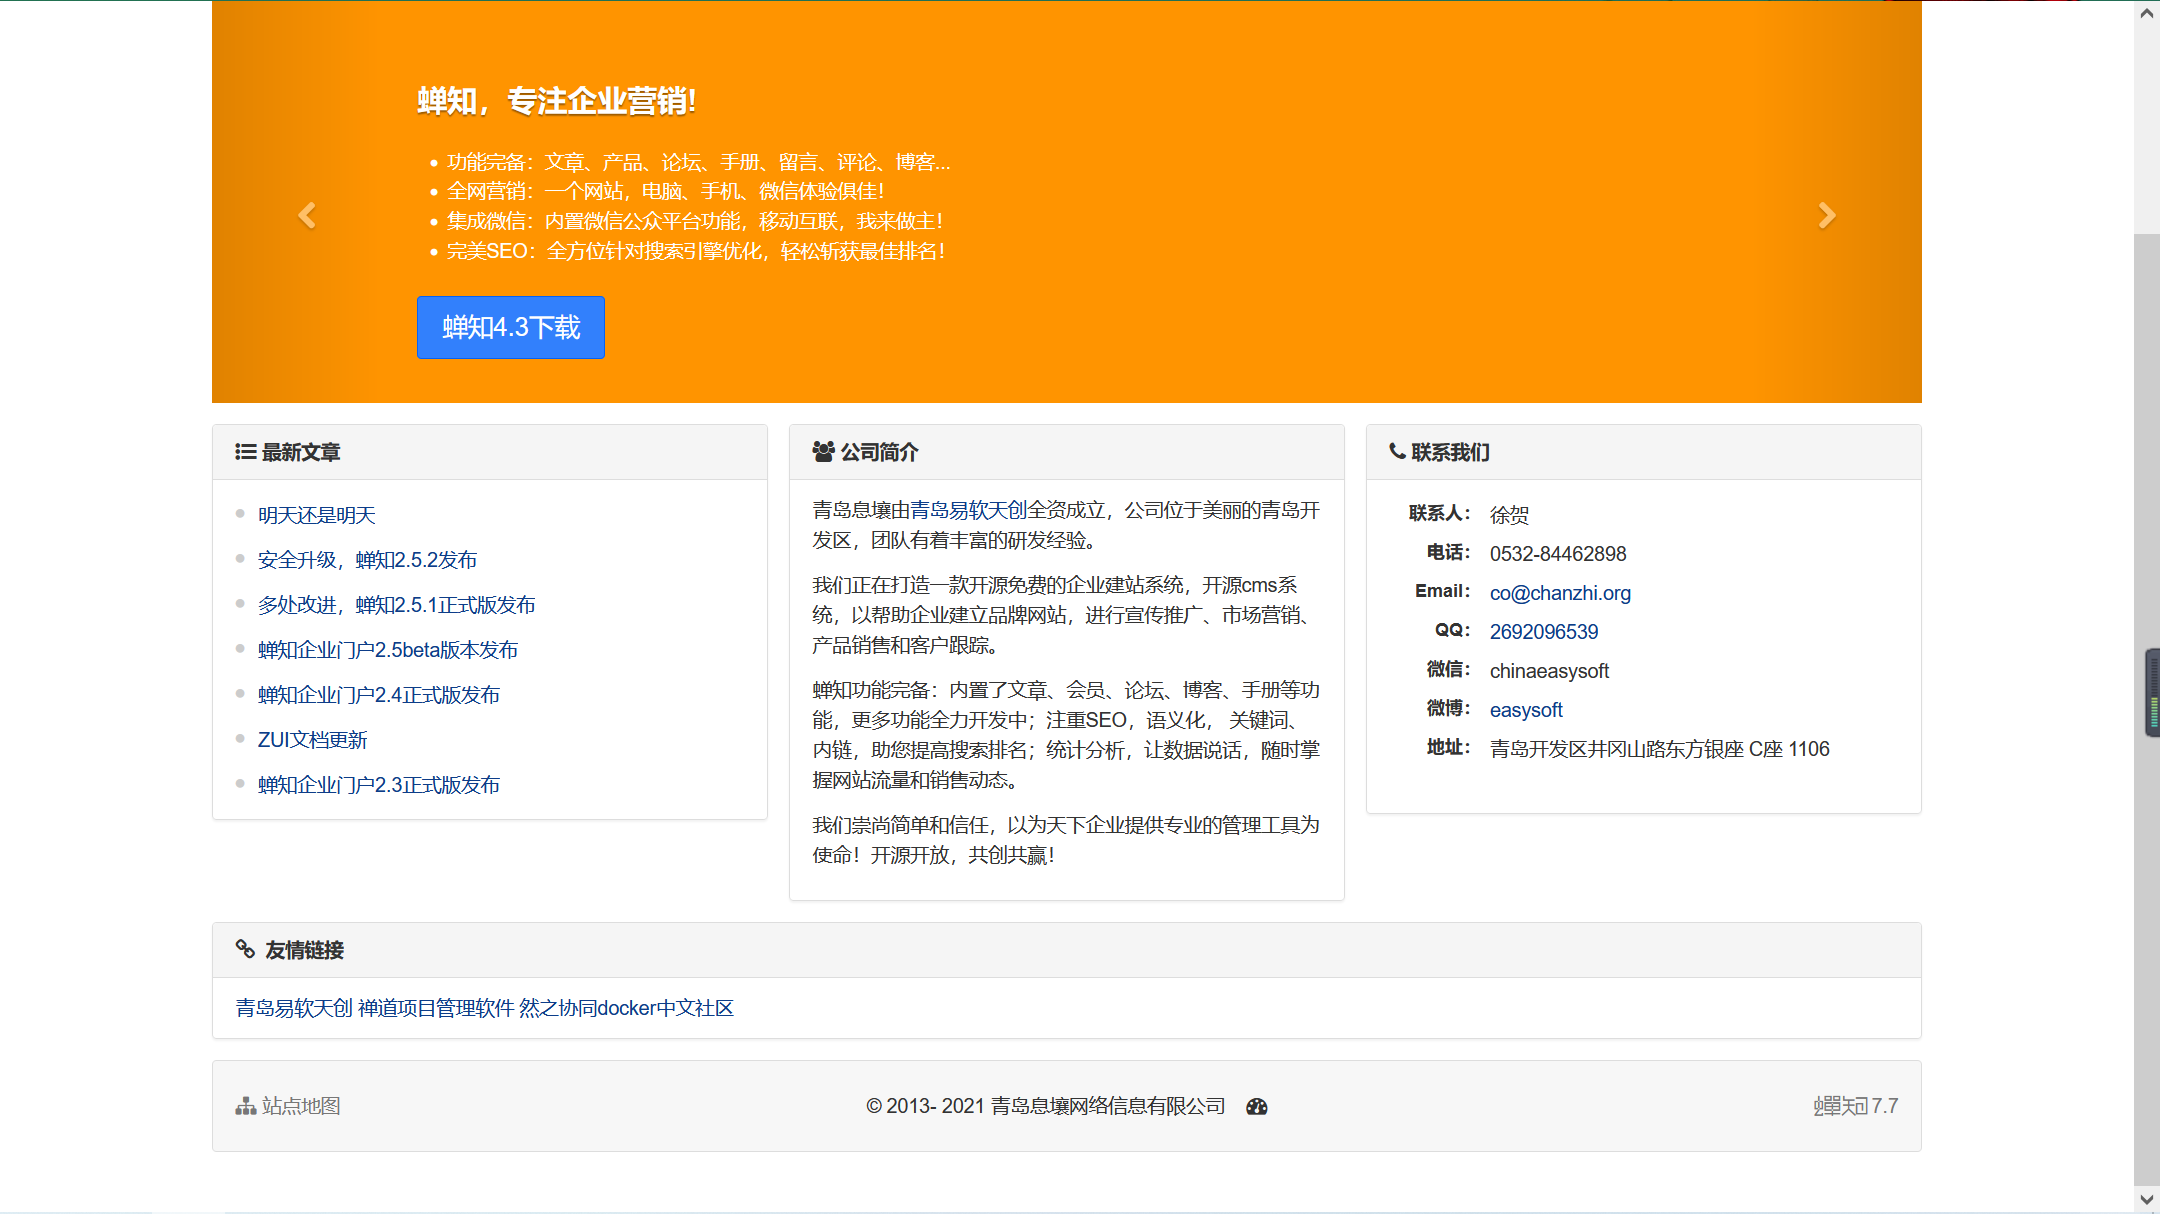 蝉知，专注企业营销!
功能完备：文章、产品、论坛、手册、留言、评论、博客...
全网营销：一个网站，电脑、手机、微信体验俱佳！
集成微信：内置微信公众平台功能，移动互联，我来做主！
完美SEO：全方位针对搜索引擎优化，轻松斩获最佳排名！
蝉知4.3下载
最新文章
明天还是明天
安全升级，蝉知2.5.2发布
多处改进，蝉知2.5.1正式版发布
蝉知企业门户2.5beta版本发布
蝉知企业门户2.4正式版发布
ZUI文档更新
蝉知企业门户2.3正式版发布
公司简介
青岛息壤由青岛易软天创全资成立，公司位于美丽的青岛开
发区，团队有着丰富的研发经验。
我们正在打造一款开源免费的企业建站系统，开源cms系
统，以帮助企业建立品牌网站，进行宣传推广、市场营销、
产品销售和客户跟踪。
蝉知功能完备：内置了文章、会员、论坛、博客、手册等功
能，更多功能全力开发中；注重SEO，语义化， 关键词、
内链，助您提高搜索排名；统计分析，让数据说话，随时掌
握网站流量和销售动态。
我们崇尚简单和信任，以为天下企业提供专业的管理工具为
使命！开源开放，共创共赢！
联系我们
联系人： 徐贺
电话： 0532-84462898
Email： co@chanzhi.org
QQ： 2692096539
微信： chinaeasysoft
微博： easysoft
地址： 青岛开发区井冈山路东方银座 C座 1106
友情链接
青岛易软天创 禅道项目管理软件 然之协同docker中文社区
站点地图
© 2013- 2021 青岛息壤网络信息有限公司
蝉知7.7